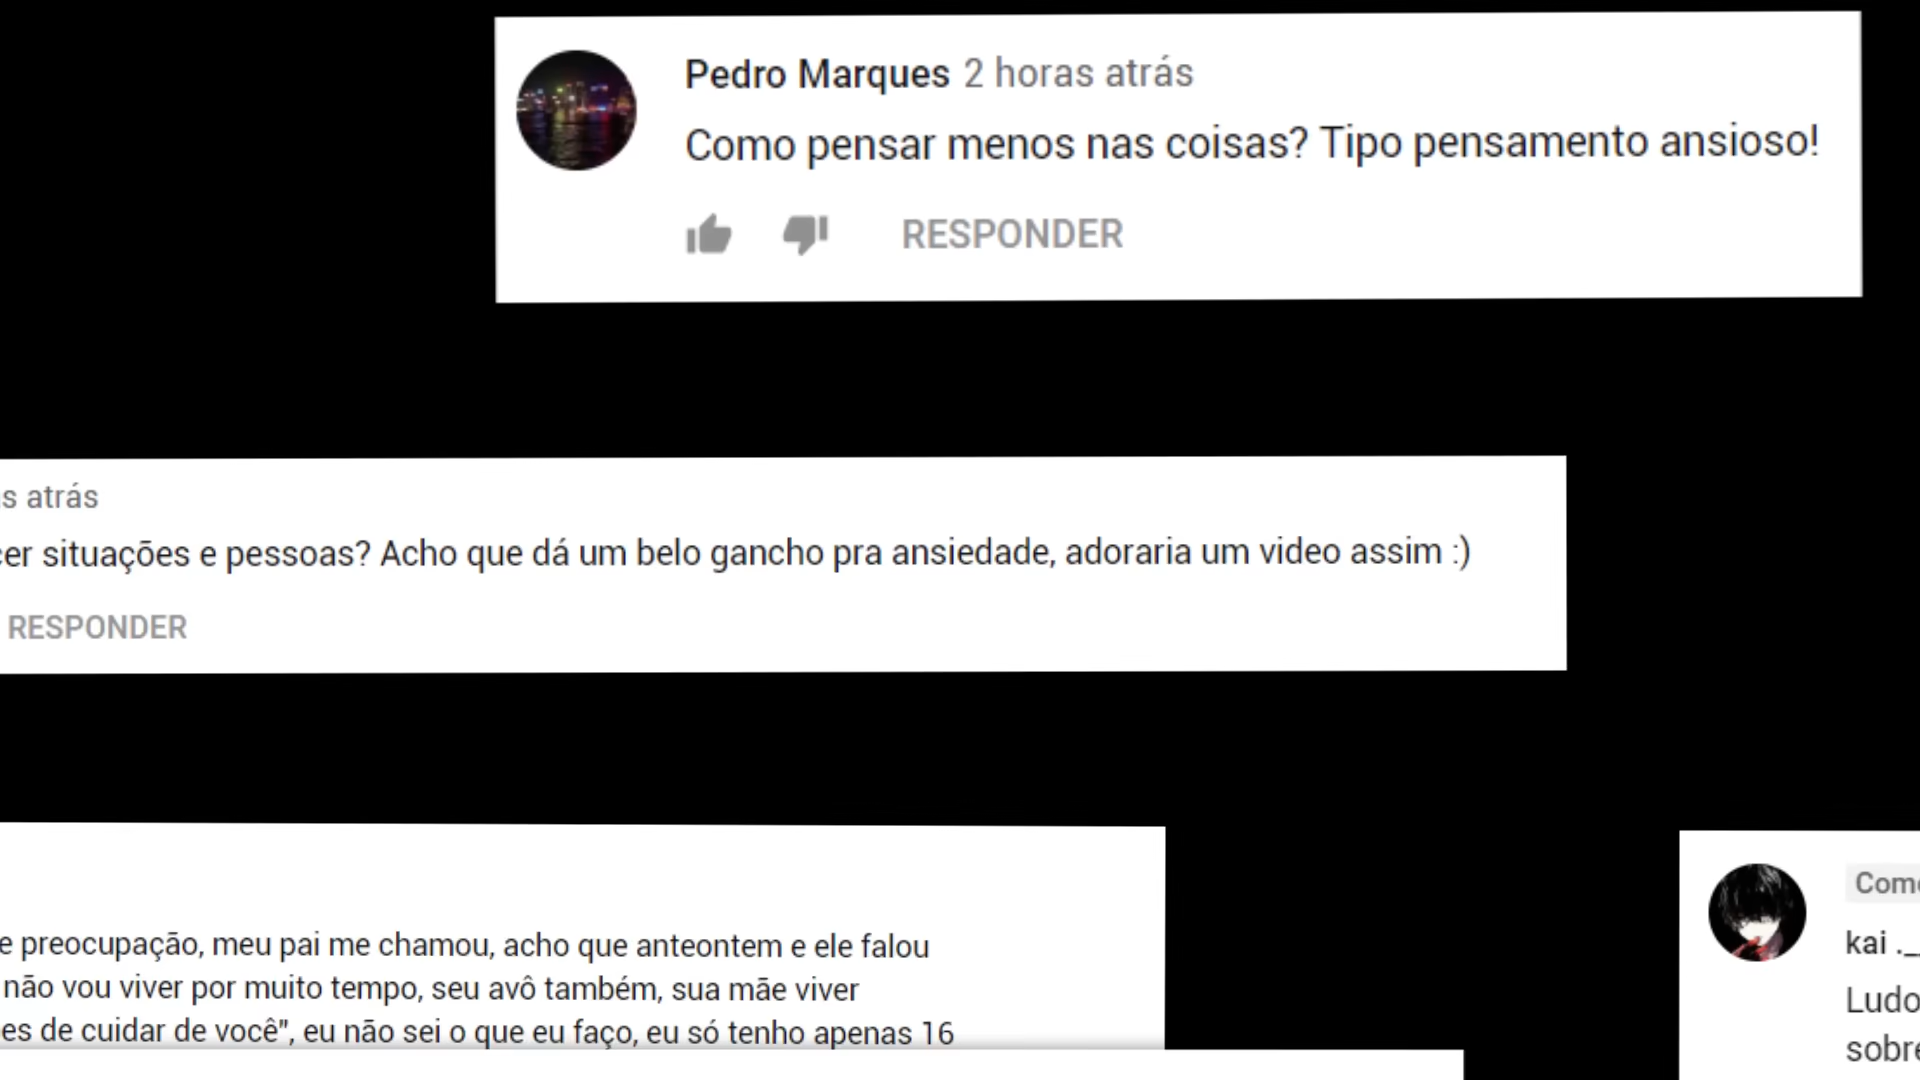 Pedro Marques 2 horas atrás
Como pensar menos nas coisas? Tipo pensamento ansioso!
RESPONDER
atrás
situações e pessoas? Acho que dá um belo gancho pra ansiedade, adoraria um video assim :)
RESPONDER
e preocupação, meu pai me chamou, acho que anteontem e ele falou
não vou viver por muito tempo, seu avô também, sua mãe viver
de cuidar de você", eu não sei o que eu faço, eu só tenho apenas 16
kai ._
Ludo
sobre